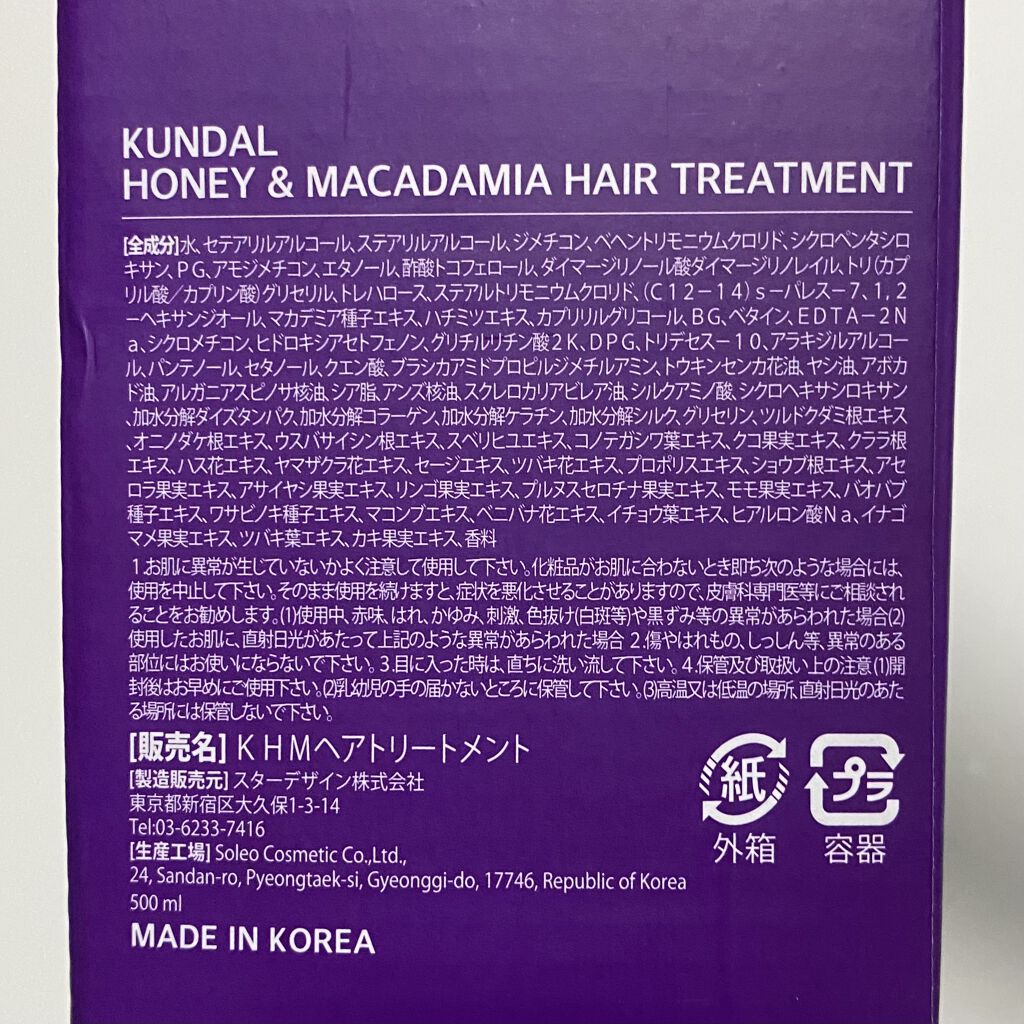 KUNDAL
HONEY & MACADAMIA HAIR TREATMENT
[全成分]水、セテアリルアルコール、ステアリルアルコール、ジメチコン、ベヘントリモニウムクロリド、シクロペンタシロ
キサン、ＰＧ、アモジメチコン、エタノール、酢酸トコフェロール、ダイマージリノール酸ダイマージリノレイル、トリ(カプ
リル酸／カプリン酸)グリセリル、トレハロース、ステアルトリモニウムクロリド、(Ｃ１２－１４)ｓ－パレス－７、１，２
－ヘキサンジオール、マカデミア種子エキス、ハチミツエキス、カプリリルグリコール、ＢＧ、ベタイン、ＥＤＴＡ－２Ｎ
ａ、シクロメチコン、ヒドロキシアセトフェノン、グリチルリチン酸２Ｋ、ＤＰＧ、トリデセス－１０、アラキジルアルコー
ル、パンテノール、セタノール、クエン酸、ブラシカアミドプロピルジメチルアミン、トウキンセンカ花油、ヤシ油、アボカ
ド油、アルガニアスピノサ核油、シア脂、アンズ核油、スクレロカリアビレア油、シルクアミノ酸、シクロヘキサシロキサン
、加水分解ダイズタンパク、加水分解コラーゲン、加水分解ケラチン、加水分解シルク、グリセリン、ツルドクダミ根エキス
、オニノダケ根エキス、ウスバサイシン根エキス、スベリヒユエキス、コノテガシワ葉エキス、クコ果実エキス、クララ根
エキス、ハス花エキス、ヤマザクラ花エキス、セージエキス、ツバキ花エキス、プロポリスエキス、ショウブ根エキス、アセ
ロラ果実エキス、アサイヤシ果実エキス、リンゴ果実エキス、プルヌスセロチナ果実エキス、モモ果実エキス、バオバブ
種子エキス、ワサビノキ種子エキス、マコンブエキス、ベニバナ花エキス、イチョウ葉エキス、ヒアルロン酸Ｎａ、イナゴ
マメ果実エキス、ツバキ葉エキス、カキ果実エキス、香料
1.お肌に異常が生じていないかよく注意して使用して下さい。化粧品がお肌に合わないとき即ち次のような場合には、
使用を中止して下さい。そのまま使用を続けますと、症状を悪化させることがありますので、皮膚科専門医等にご相談され
ることをお勧めします。(1)使用中、赤味、はれ、かゆみ、刺激、色抜け(白斑等)や黒ずみ等の異常があらわれた場合(2)
使用したお肌に、直射日光があたって上記のような異常があらわれた場合 2.傷やはれもの、しっしん等、異常のある
部位にはお使いにならないで下さい。3.目に入った時は、直ちに洗い流して下さい。4.保管及び取扱い上の注意(1)開
封後はお早めにご使用下さい。(2)乳幼児の手の届かないところに保管して下さい。(3)高温又は低温の場所、直射日光のあた
る場所には保管しないで下さい。
[販売名]ＫＨＭヘアトリートメント
[製造販売元]スターデザイン株式会社
東京都新宿区大久保1-3-14
Tel:03-6233-7416
[生産工場] Soleo Cosmetic Co.,Ltd.,
24, Sandan-ro, Pyeongtaek-si, Gyeonggi-do, 17746, Republic of Korea
500 ml
MADE IN KOREA
紙
外箱
プラ
容器